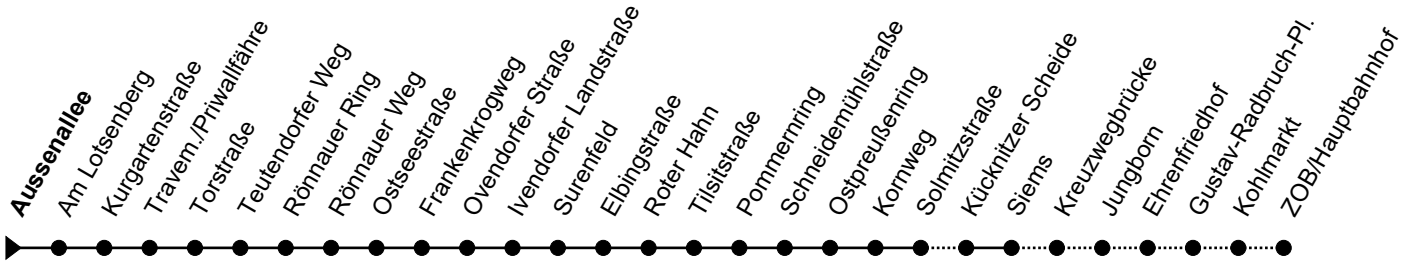 Aussenallee
Am Lotsenberg
Kurgartenstraße
Travem./Priwallfähre
Torstraße
Teutendorfer Weg
Rönnauer Ring
Rönnauer Weg
Ostseestraße
Frankenkrogweg
Ovendorfer Straße
Ivendorfer Landstraße
Surenfeld
Elbingstraße
Roter Hahn
Tilsitstraße
Pommernring
Schneidemühlstraße
Ostpreußenring
Kornweg
Solmitzstraße
Kücknitzer Scheide
Siems
Kreuzwegbrücke
Jungborn
Ehrenfriedhof
Gustav-Radbruch-Pl.
Kohlmarkt
ZOB/Hauptbahnhof